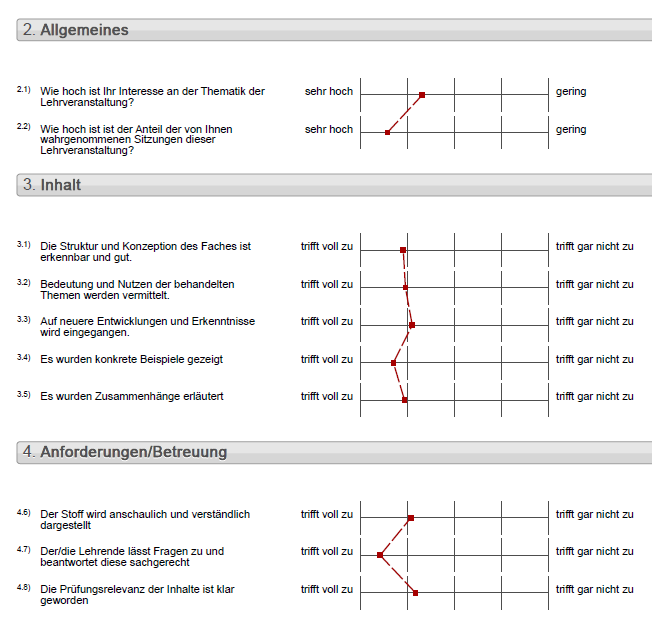 2. Allgemeines
2.1) Wie hoch ist Ihr Interesse an der Thematik der sehr hoch gering
Lehrveranstaltung?
2.2) Wie hoch ist ist der Anteil der von Ihnen sehr hoch gering
wahrgenommenen Sitzungen dieser
Lehrveranstaltung?
3. Inhalt
3.1) Die Struktur und Konzeption des Faches ist trifft voll zu trifft gar nicht zu
erkennbar und gut.
3.2) Bedeutung und Nutzen der behandelten trifft voll zu trifft gar nicht zu
Themen werden vermittelt.
3.3) Auf neuere Entwicklungen und Erkenntnisse trifft voll zu trifft gar nicht zu
wird eingegangen.
3.4) Es wurden konkrete Beispiele gezeigt trifft voll zu trifft gar nicht zu
3.5) Es wurden Zusammenhänge erläutert trifft voll zu trifft gar nicht zu
4. Anforderungen/Betreuung
4.6) Der Stoff wird anschaulich und verständlich trifft voll zu trifft gar nicht zu
dargestellt
4.7) Der/die Lehrende lässt Fragen zu und trifft voll zu trifft gar nicht zu
beantwortet diese sachgerecht
4.8) Die Prüfungsrelevanz der Inhalte ist klar trifft voll zu trifft gar nicht zu
geworden